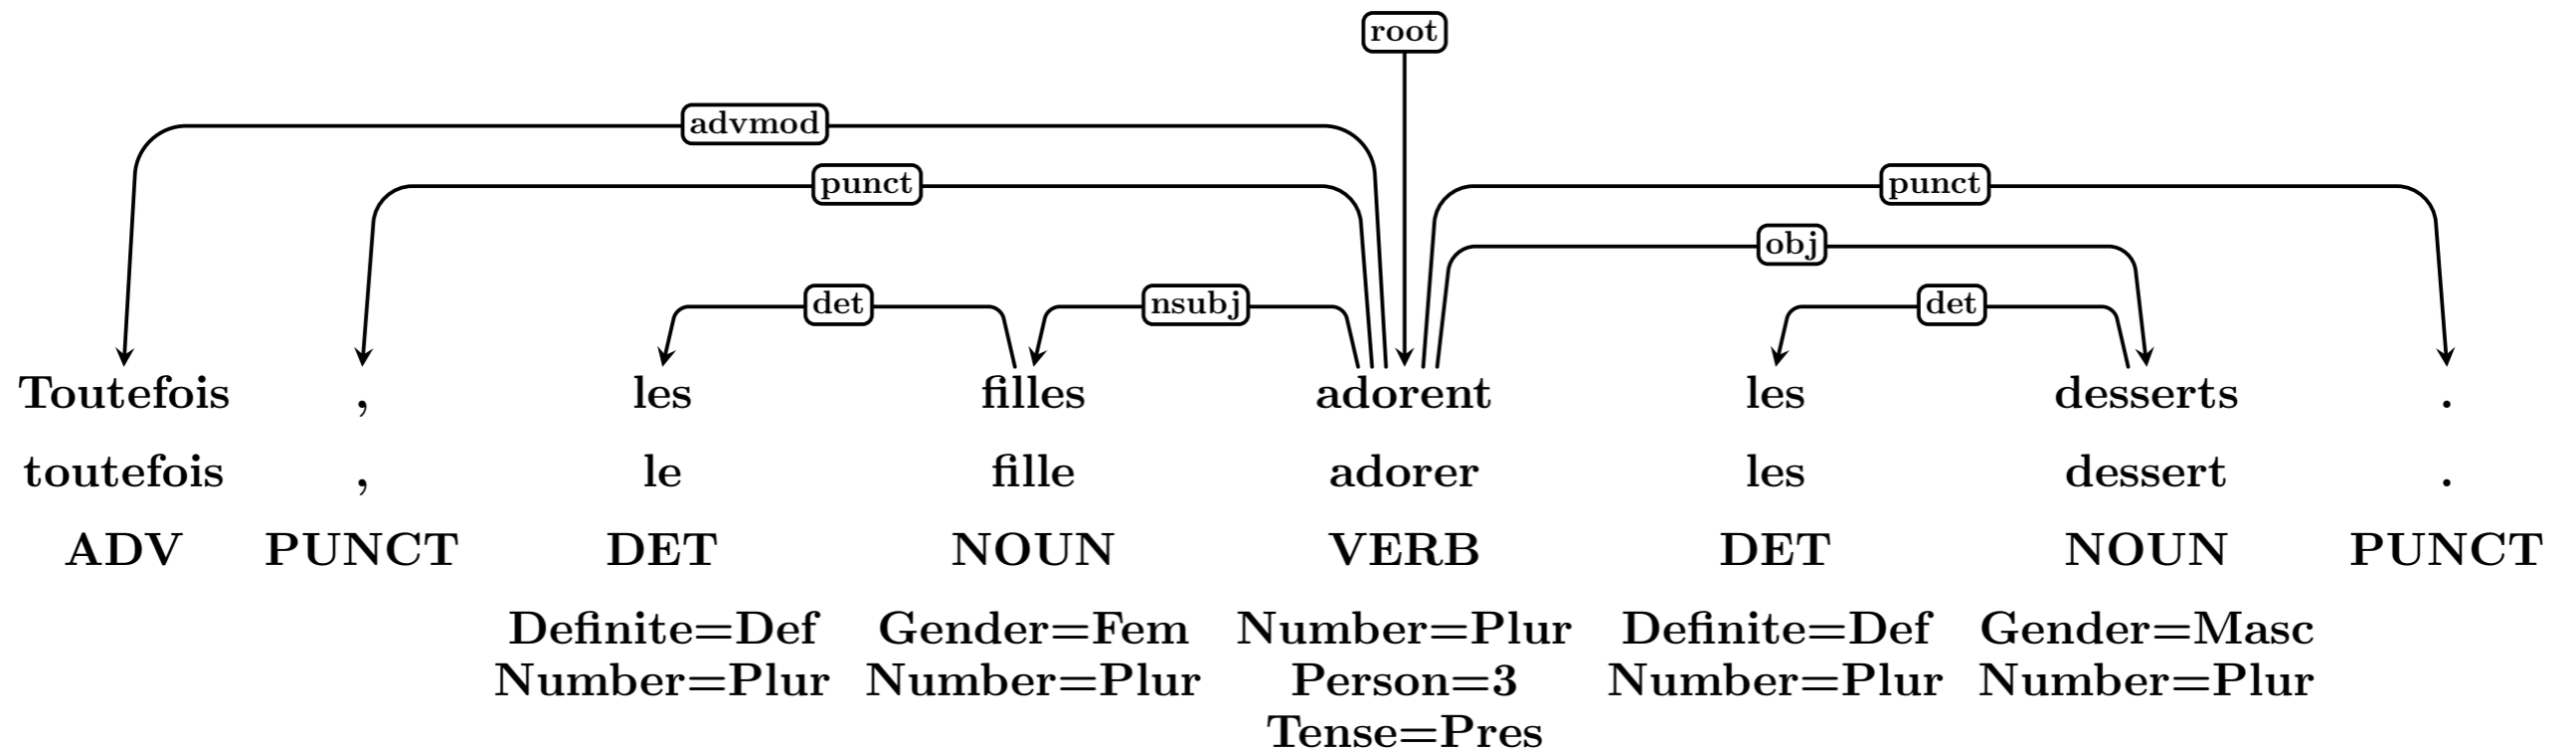 root
advmod
punct punct
obj
det nsubj det
Toutefois , les filles adorent les desserts .
toutefois , le fille adorer les dessert .
ADV PUNCT DET NOUN VERB DET NOUN PUNCT
Definite=Def Gender=Fem Number=Plur Definite=Def Gender=Masc
Number=Plur Number=Plur Person=3 Number=Plur Number=Plur
Tense=Pres